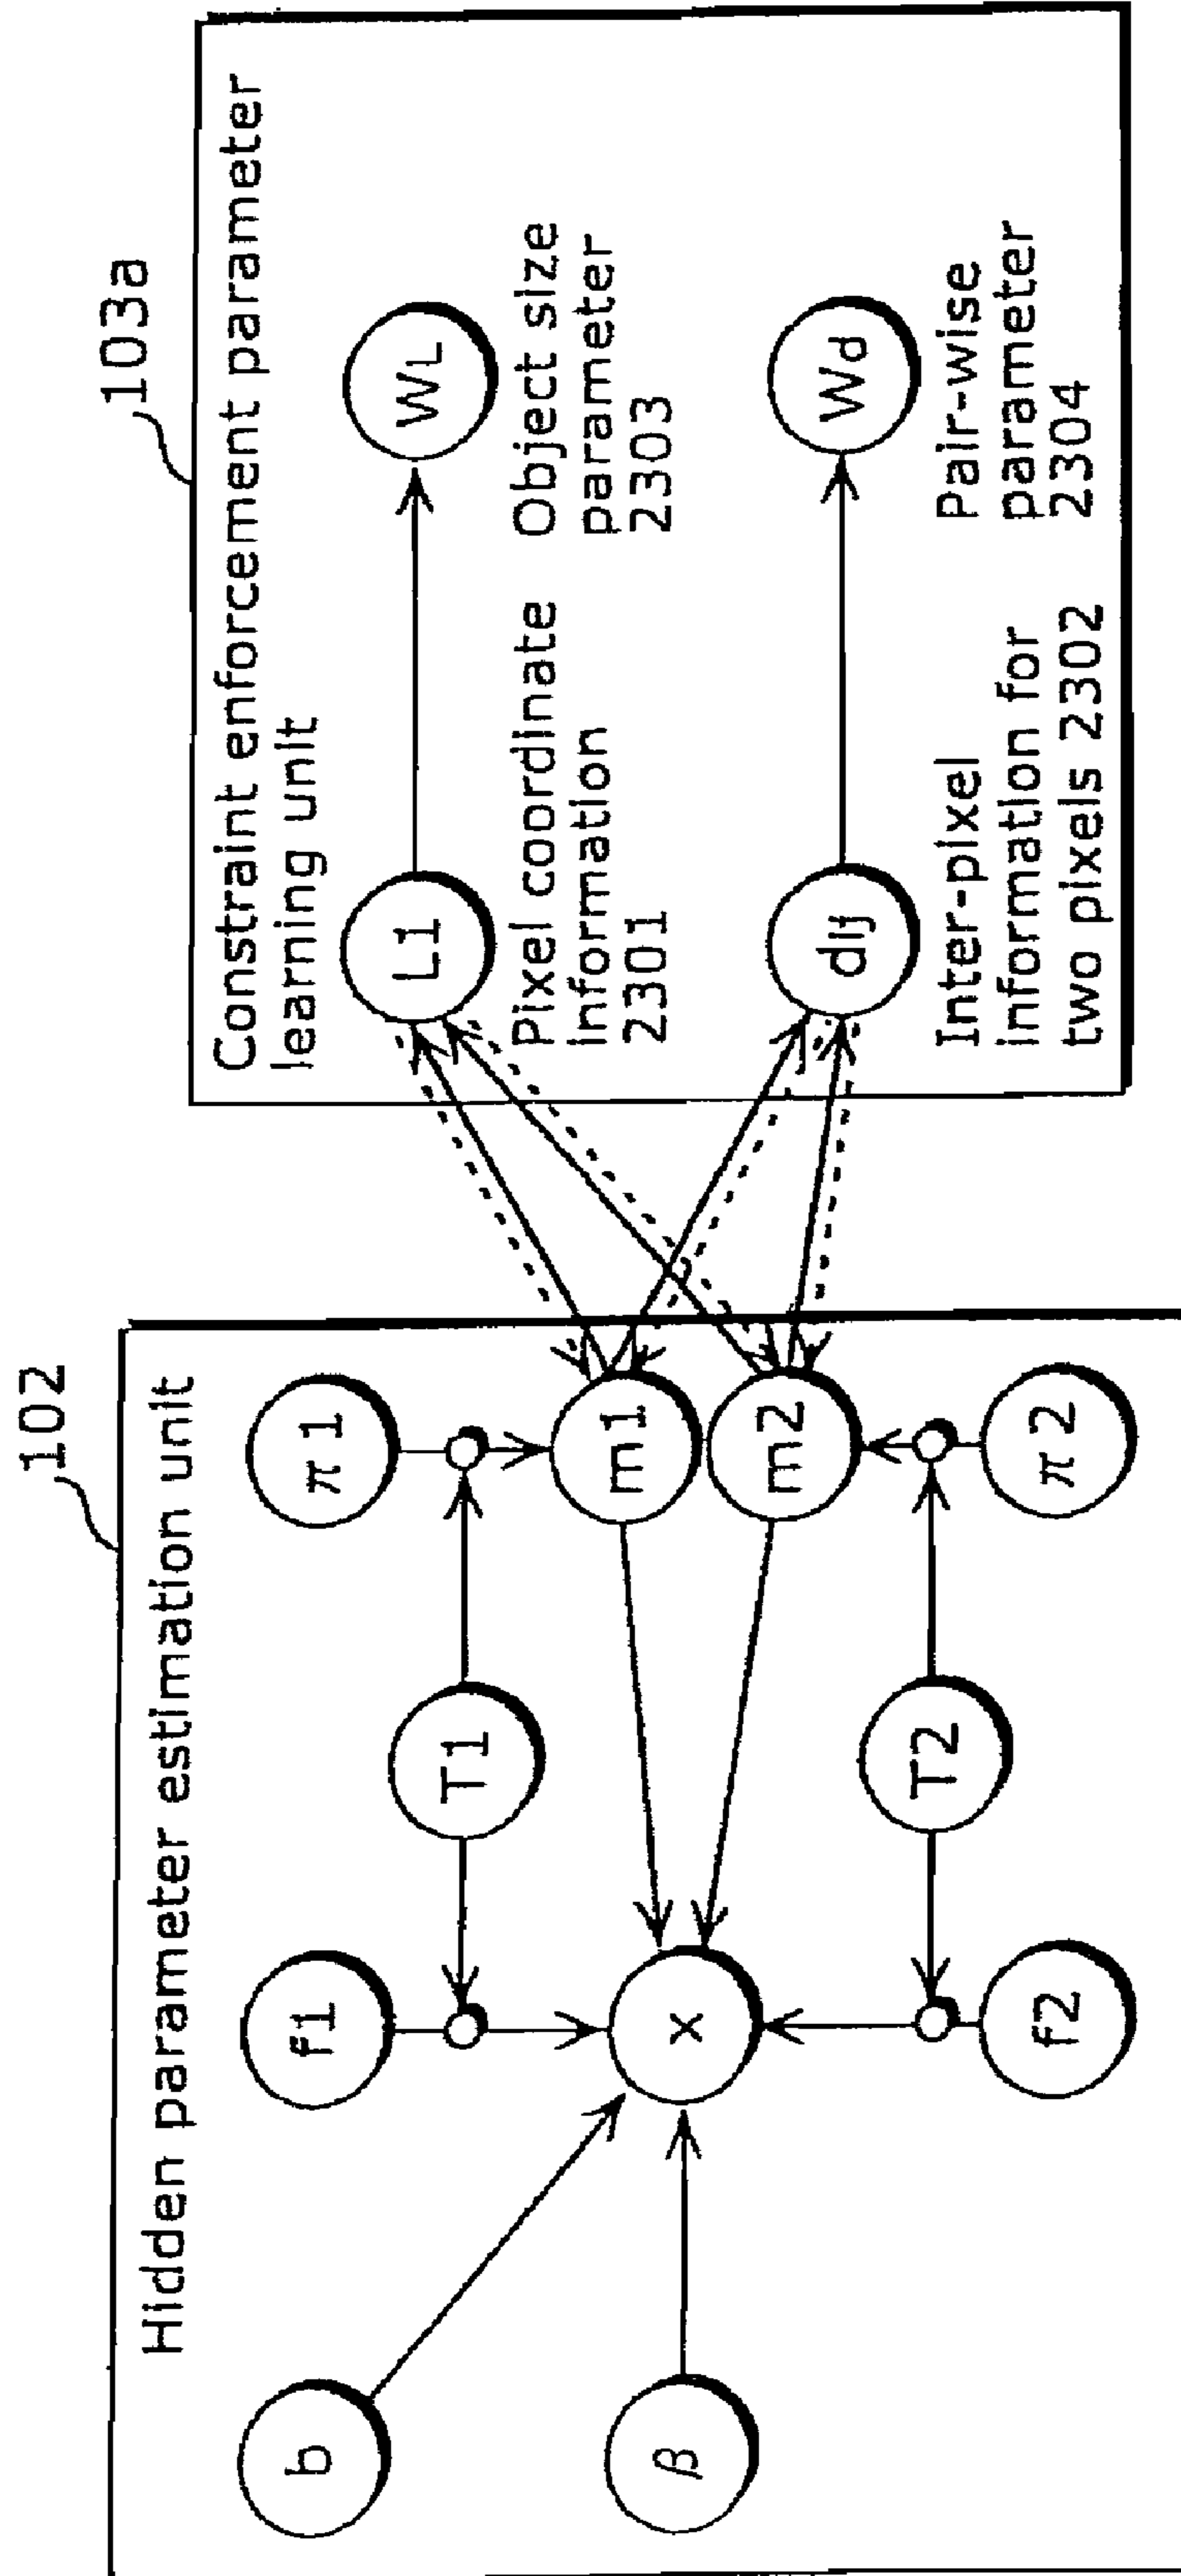 102
Hidden parameter estimation unit
b
f1
π1
T1
β
x
m1
m2
T2
f2
π2
103a
Constraint enforcement parameter
learning unit
L1
WL
Pixel coordinate
information
2301
Object size
parameter
2303
dij
Wd
Inter-pixel
information for
two pixels 2302
Pair-wise
parameter
2304